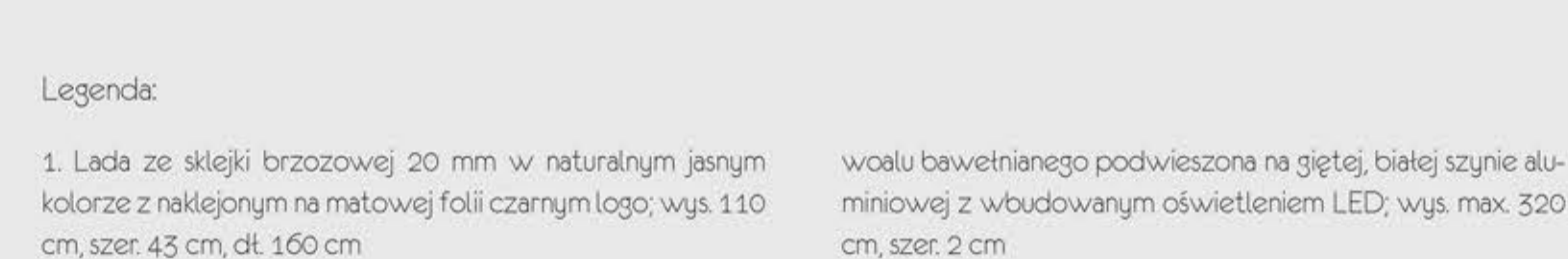 Legenda:
1. Lada ze sklejki brzozowej 20 mm w naturalnym jasnym
kolorze z naklejonym na matowej folii czarnym logo; wys. 110
cm, szer. 43 cm, dł. 160 cm
woalu bawełnianego podwieszona na giętej, białej szynie alu-
miniowej z wbudowanym oświetleniem LED; wys. max. 320
cm, szer. 2 cm